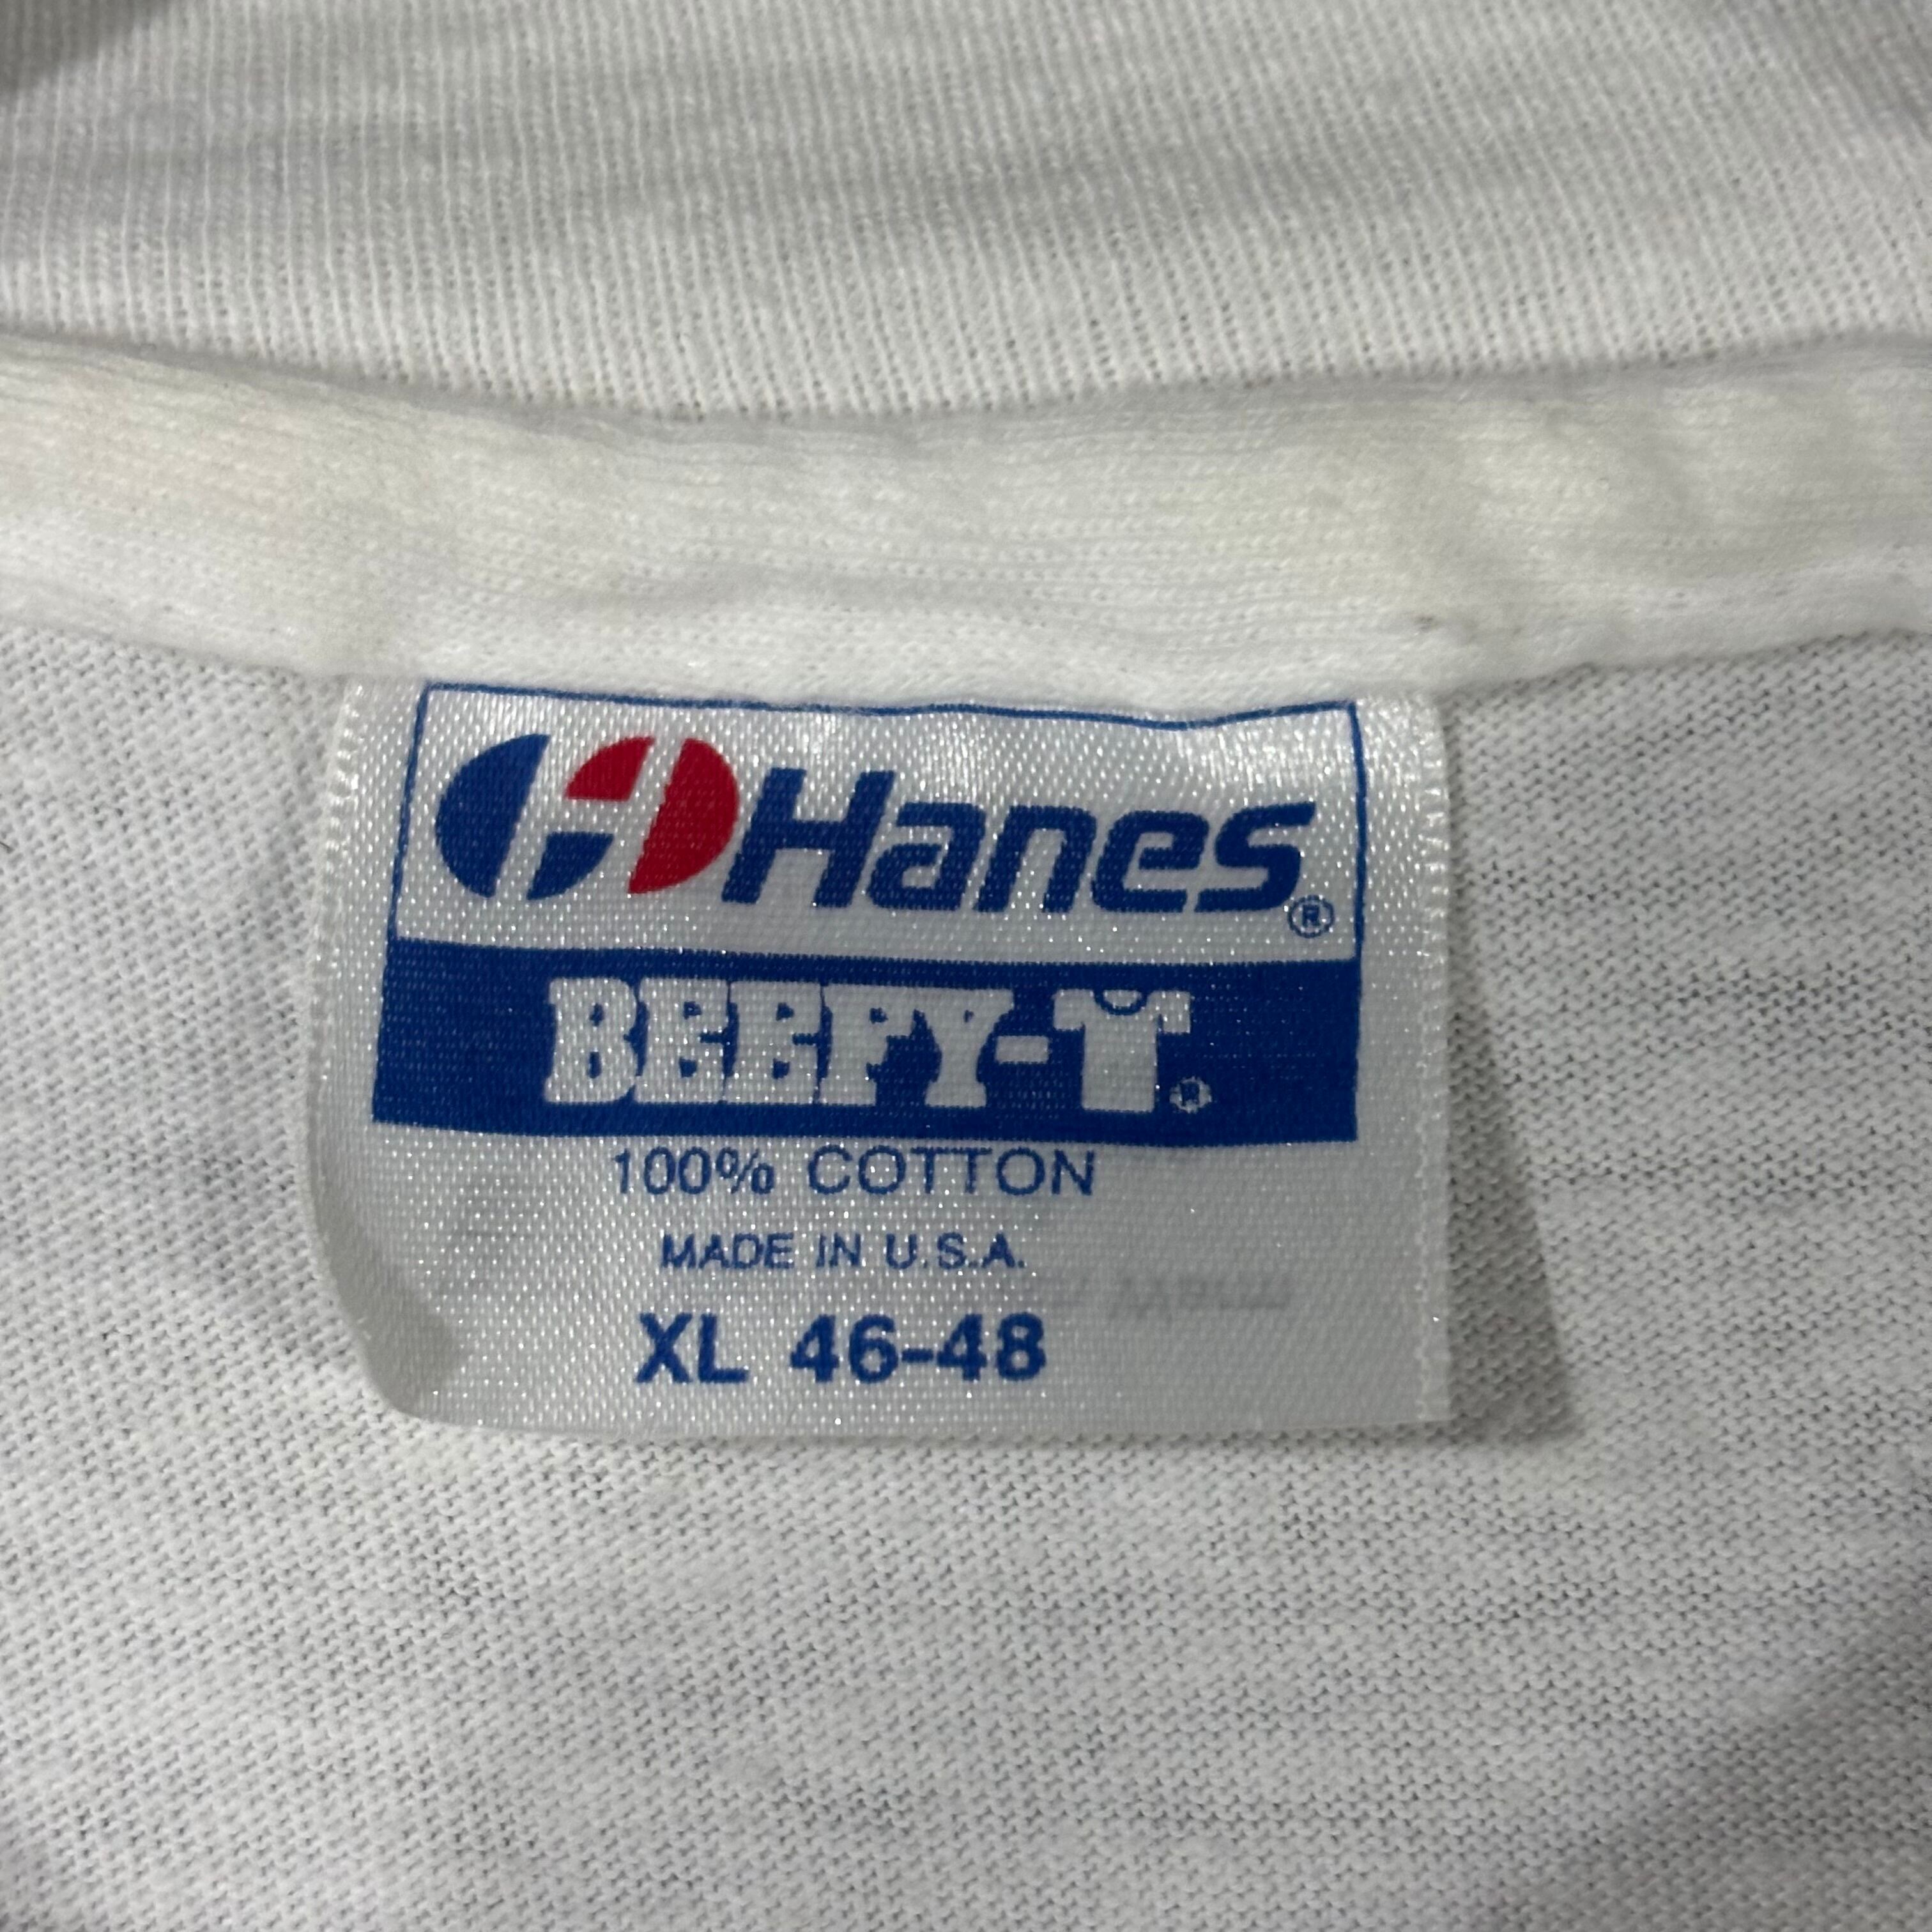 Hanes®
BEEFY-T®
100% COTTON
MADE IN U.S.A.
XL 46-48